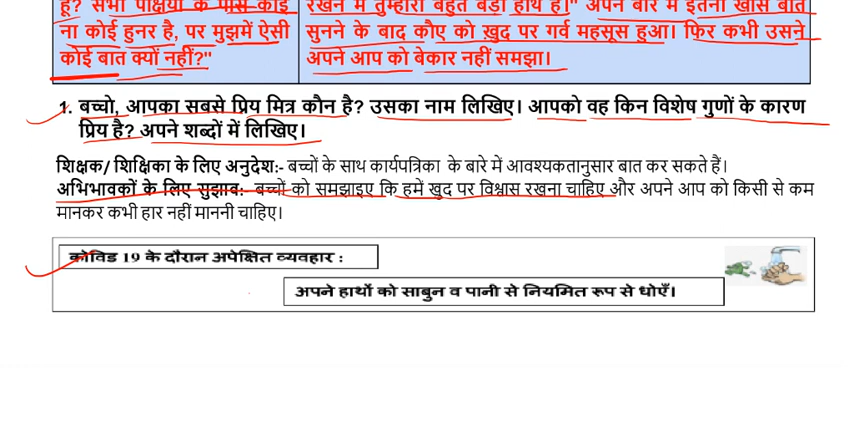 हूँ? सभी पक्षियों के पास कोई
ना कोई हुनर है, पर मुझमें ऐसी
कोई बात क्यों नहीं?"
रखने में तुम्हारा बहुत बड़ा हाथ है।" अपने बारे में इतनी खास बात
सुनने के बाद कौए को ख़ुद पर गर्व महसूस हुआ। फिर कभी उसने
अपने आप को बेकार नहीं समझा।
1. बच्चो, आपका सबसे प्रिय मित्र कौन है? उसका नाम लिखिए। आपको वह किन विशेष गुणों के कारण
प्रिय है? अपने शब्दों में लिखिए।
शिक्षक/ शिक्षिका के लिए अनुदेश:- बच्चों के साथ कार्यपत्रिका के बारे में आवश्यकतानुसार बात कर सकते हैं।
अभिभावकों के लिए सुझाव:- बच्चों को समझाइए कि हमें खुद पर विश्वास रखना चाहिए और अपने आप को किसी से कम
मानकर कभी हार नहीं माननी चाहिए।
कोविड 19 के दौरान अपेक्षित व्यवहार :
अपने हाथों को साबुन व पानी से नियमित रूप से धोएँ।